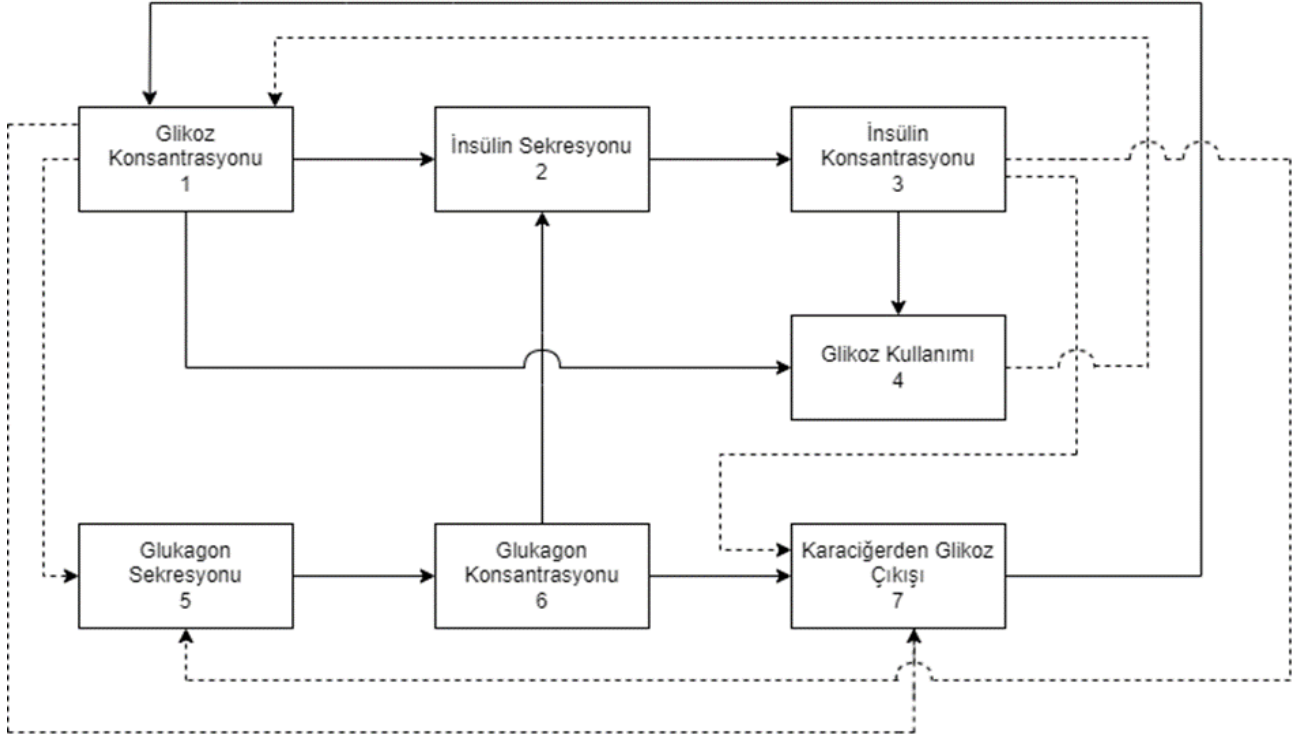 Glikoz
Konsantrasyonu
1
İnsülin Sekresyonu
2
İnsülin
Konsantrasyonu
3
Glikoz Kullanımı
4
Glukagon
Sekresyonu
5
Glukagon
Konsantrasyonu
6
Karaciğerden Glikoz
Çıkışı
7